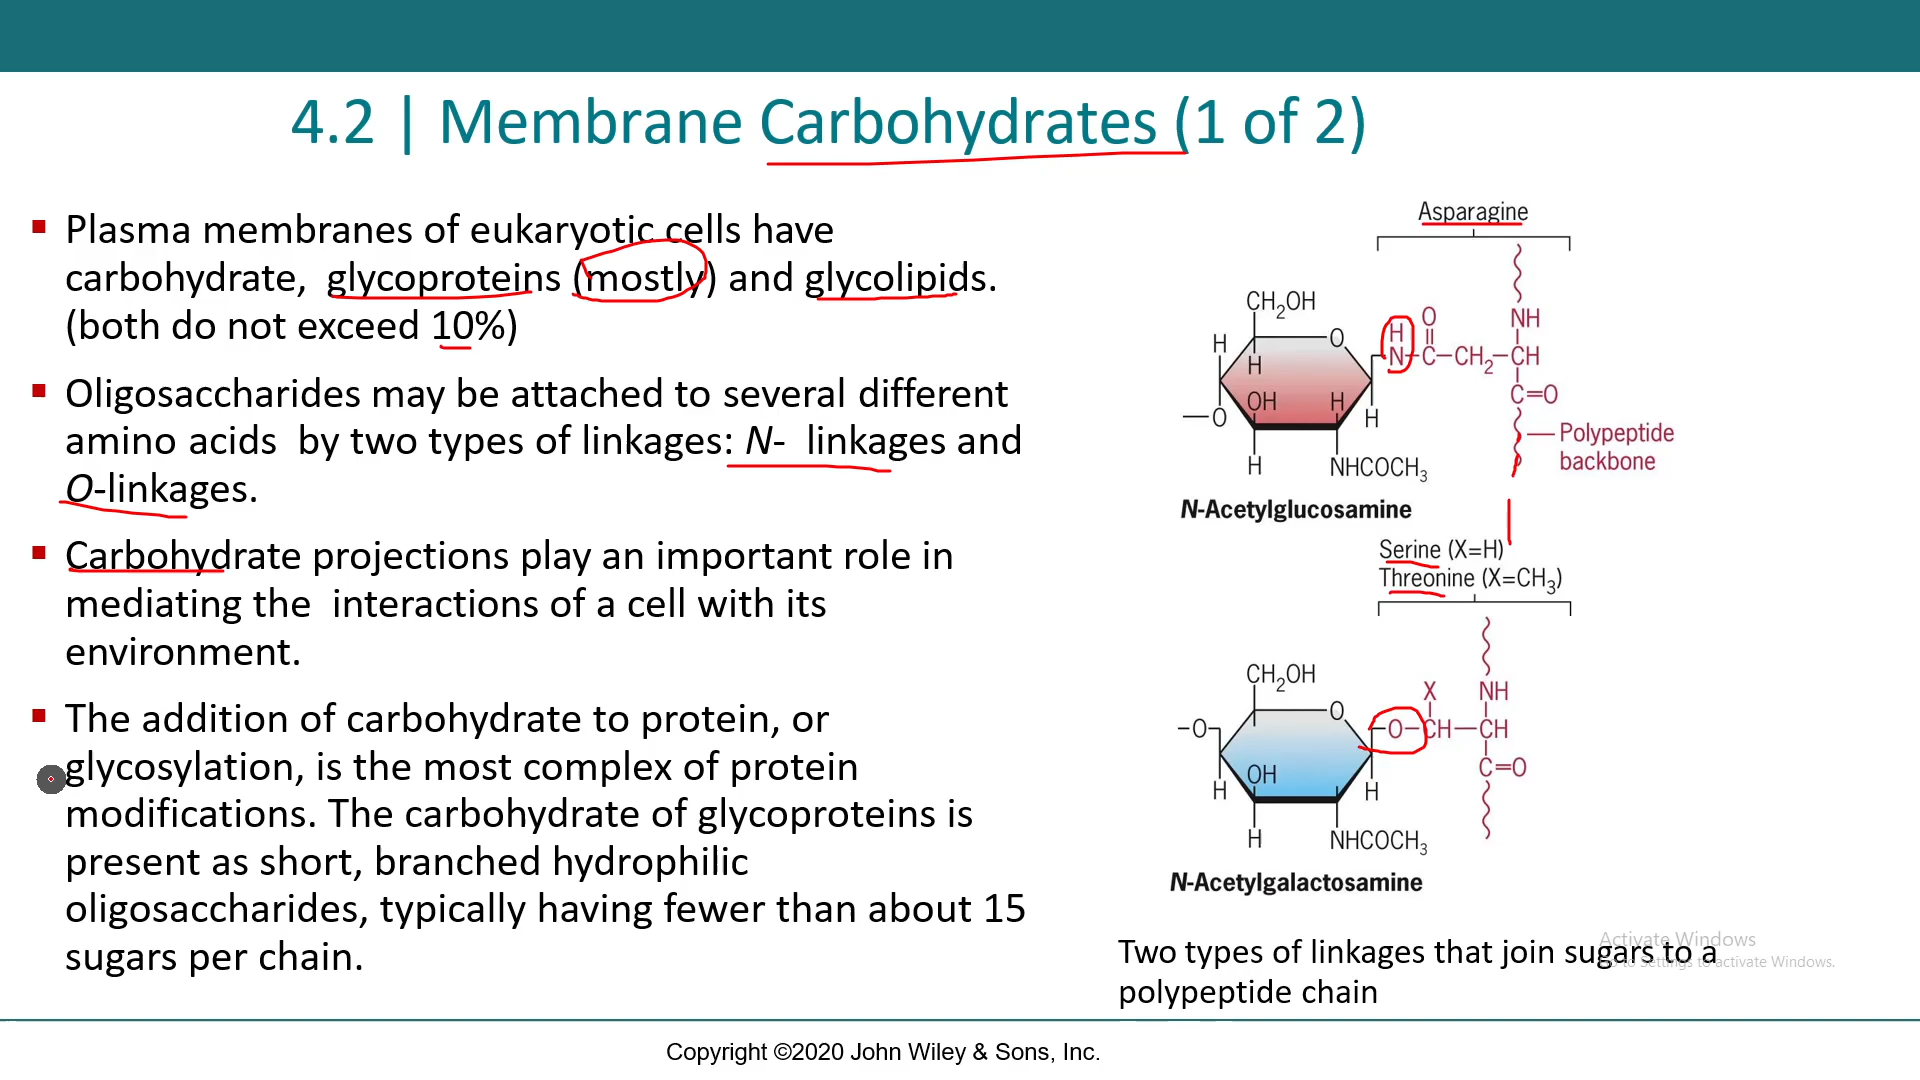 4.2 | Membrane Carbohydrates (1 of 2)
▪ Plasma membranes of eukaryotic cells have
carbohydrate, glycoproteins (mostly) and glycolipids.
(both do not exceed 10%)
▪ Oligosaccharides may be attached to several different
amino acids by two types of linkages: N- linkages and
O-linkages.
▪ Carbohydrate projections play an important role in
mediating the interactions of a cell with its
environment.
▪ The addition of carbohydrate to protein, or
glycosylation, is the most complex of protein
modifications. The carbohydrate of glycoproteins is
present as short, branched hydrophilic
oligosaccharides, typically having fewer than about 15
sugars per chain.
Asparagine
CH₂OH O NH
H O H N C CH₂ CH
H
OH H H C=O
O
Polypeptide
backbone
H NHCOCH₃
N-Acetylglucosamine
Serine (X=H)
Threonine (X=CH₃)
CH₂OH X NH
O O O CH CH
OH C=O
H H
H NHCOCH₃
N-Acetylgalactosamine
Two types of linkages that join sugars to a
polypeptide chain
Activate Windows
Go to Settings to activate Windows.
Copyright ©2020 John Wiley & Sons, Inc.